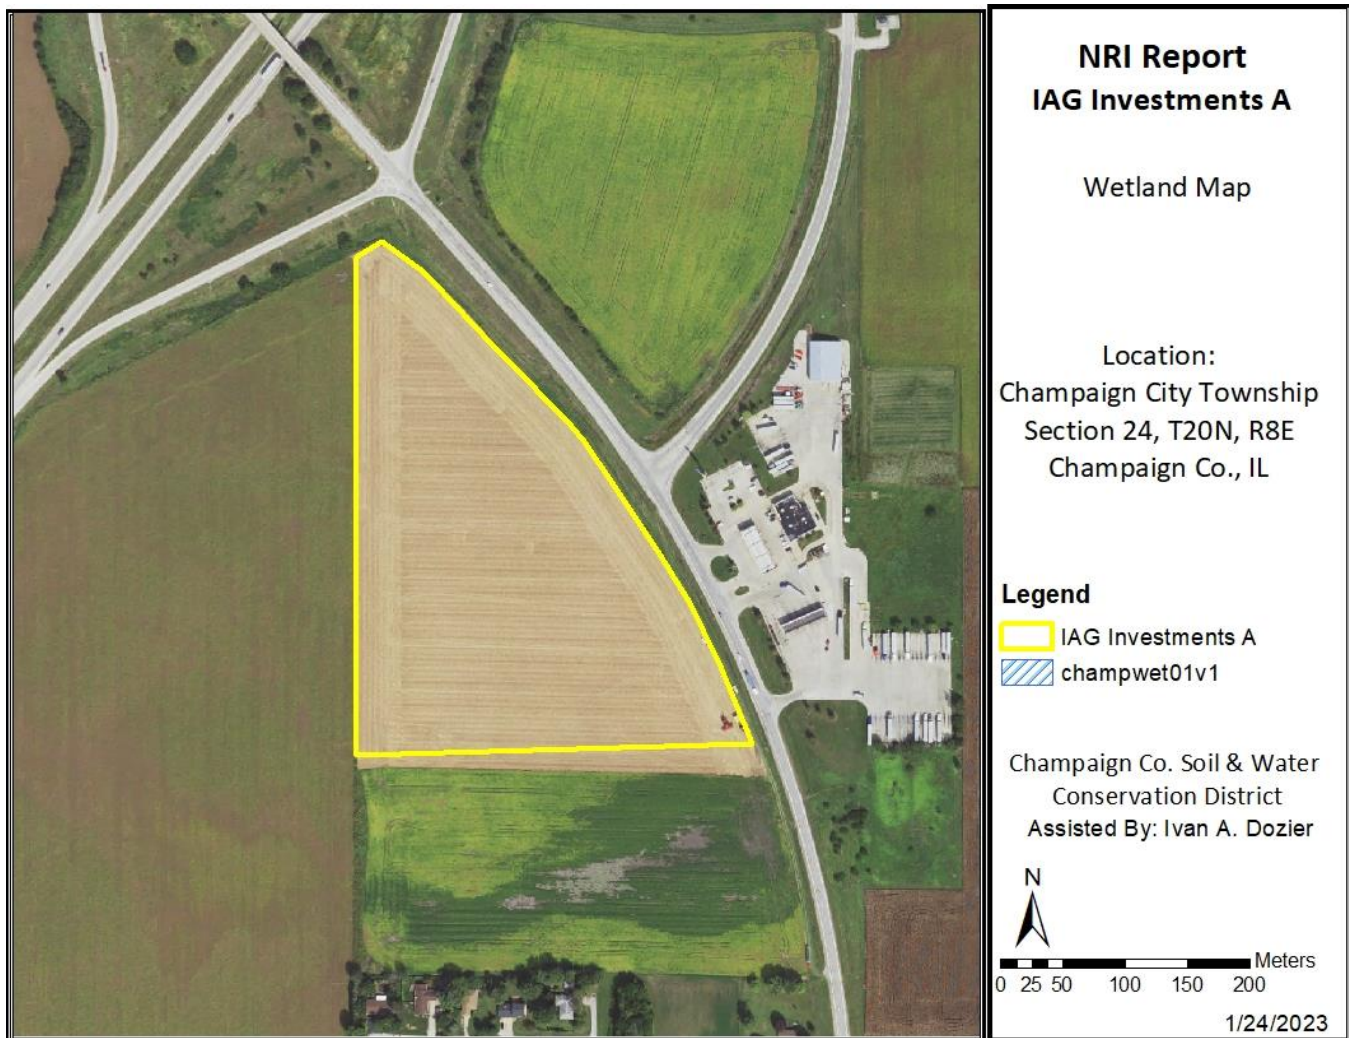 NRI Report
IAG Investments A
Wetland Map
Location:
Champaign City Township
Section 24, T20N, R8E
Champaign Co., IL
Legend
IAG Investments A
champwet01v1
Champaign Co. Soil & Water
Conservation District
Assisted By: Ivan A. Dozier
N
Meters
0 25 50 100 150 200
1/24/2023